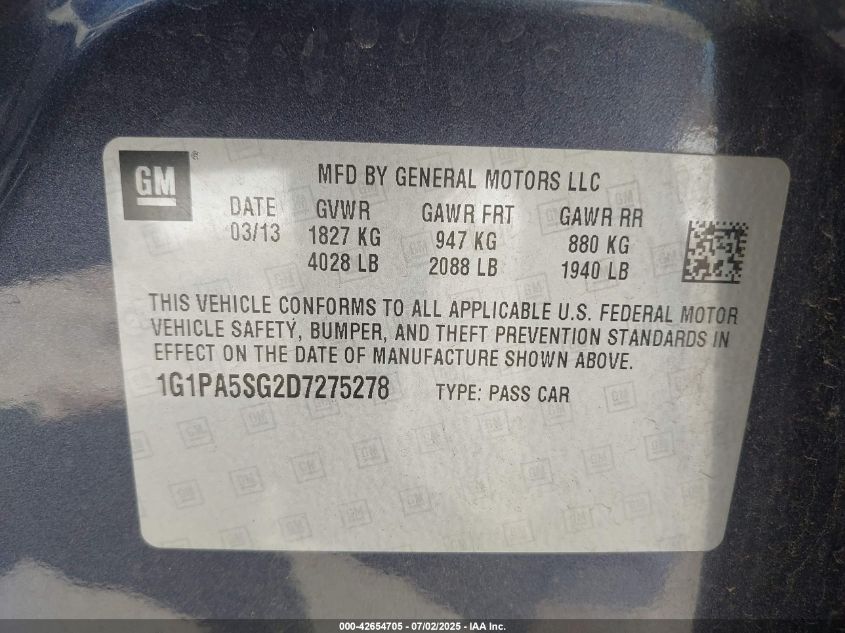 GM ® MFD BY GENERAL MOTORS LLC
DATE GVWR GAWR FRT GAWR RR
03/13 1827 KG 947 KG 880 KG
4028 LB 2088 LB 1940 LB
THIS VEHICLE CONFORMS TO ALL APPLICABLE U.S. FEDERAL MOTOR
VEHICLE SAFETY, BUMPER, AND THEFT PREVENTION STANDARDS IN
EFFECT ON THE DATE OF MANUFACTURE SHOWN ABOVE.
1G1PA5SG2D7275278 TYPE: PASS CAR
000-42654705 - 07/02/2025 - IAA Inc.